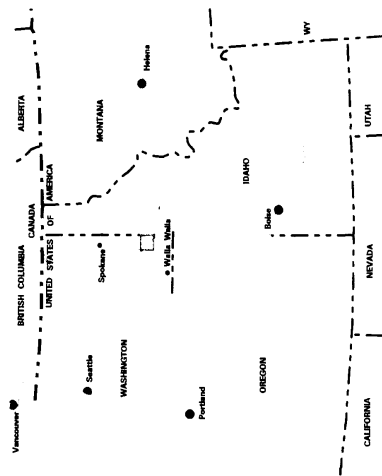 Vancouver
BRITISH COLUMBIA
ALBERTA
CANADA
UNITED STATES OF AMERICA
Seattle
Spokane
MONTANA
Helena
WASHINGTON
Walla Walla
Portland
OREGON
Boise
IDAHO
WY
CALIFORNIA
NEVADA
UTAH